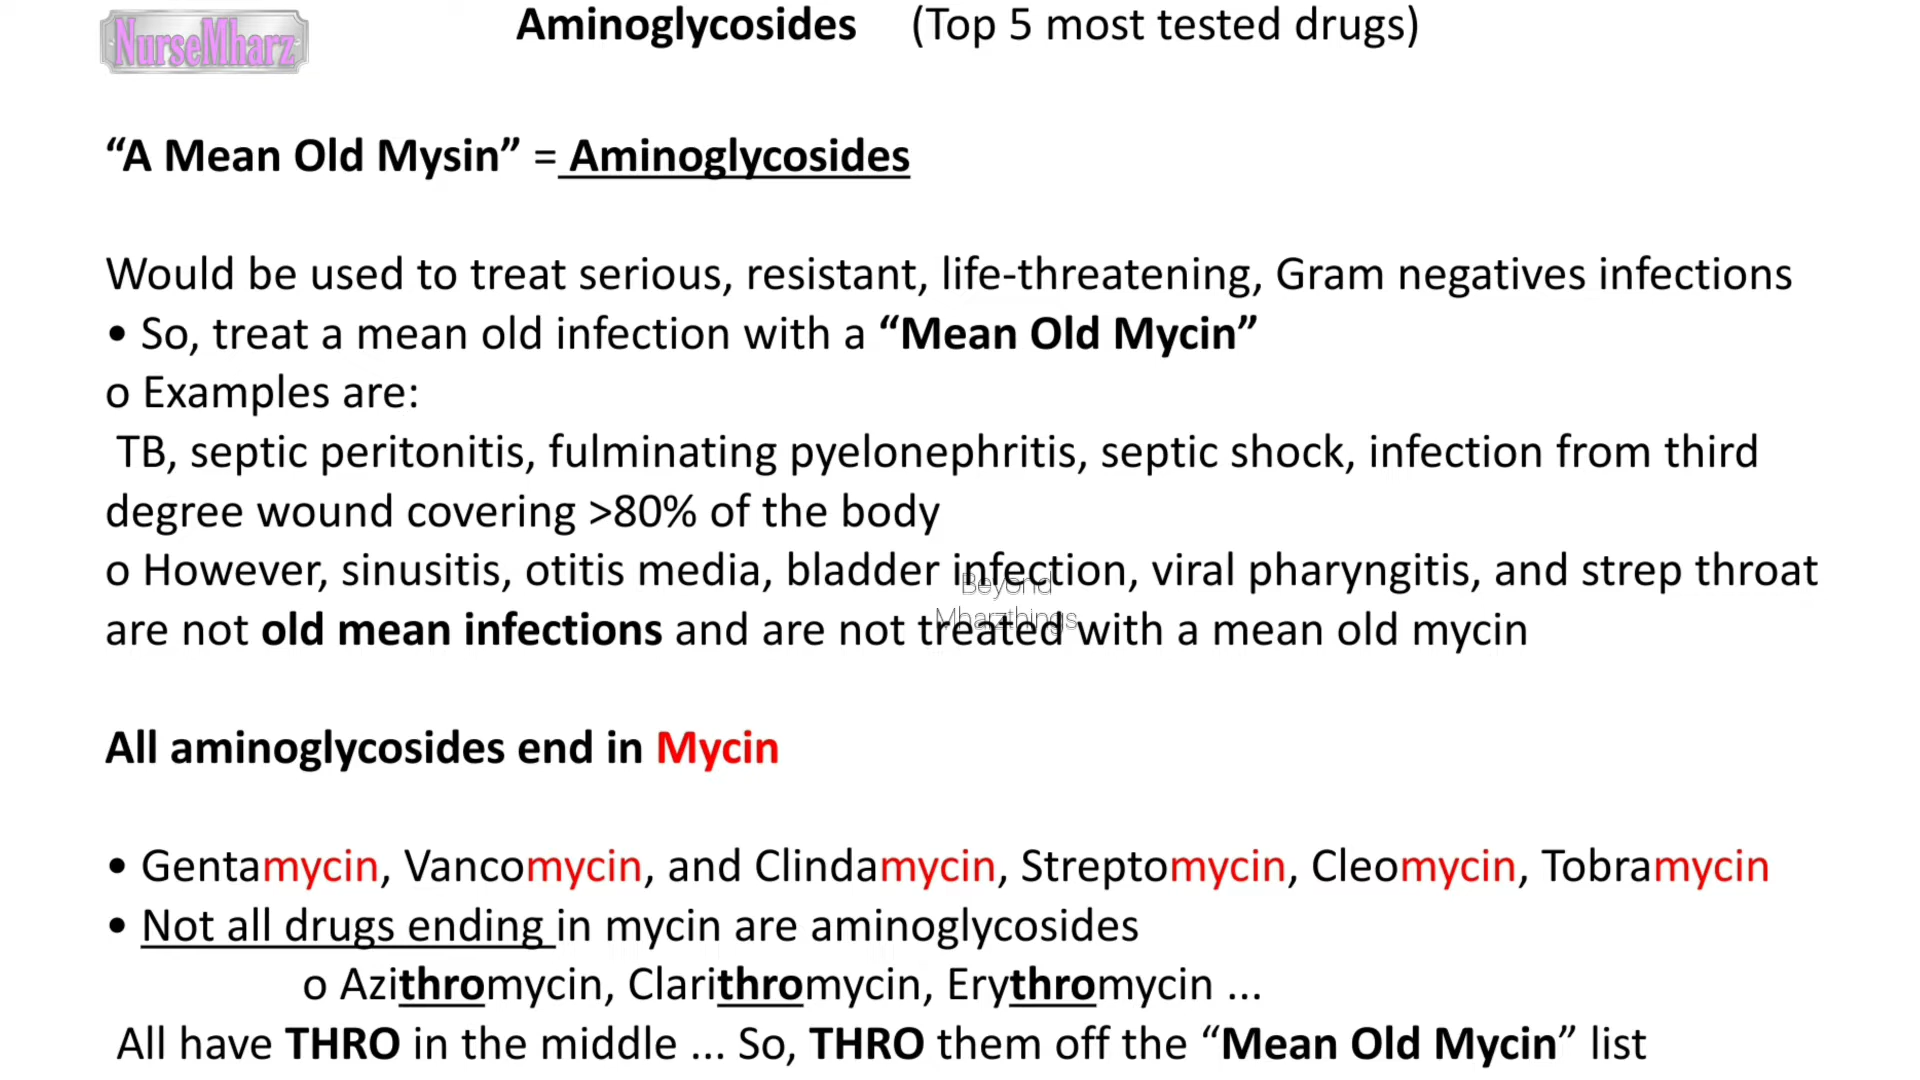 NurseMharz
Aminoglycosides (Top 5 most tested drugs)
“A Mean Old Mysin” = Aminoglycosides
Would be used to treat serious, resistant, life-threatening, Gram negatives infections
• So, treat a mean old infection with a “Mean Old Mycin”
o Examples are:
TB, septic peritonitis, fulminating pyelonephritis, septic shock, infection from third
degree wound covering >80% of the body
o However, sinusitis, otitis media, bladder infection, viral pharyngitis, and strep throat
are not old mean infections and are not treated with a mean old mycin
Beyond
Mharzthings
All aminoglycosides end in Mycin
• Gentamycin, Vancomycin, and Clindamycin, Streptomycin, Cleomycin, Tobramycin
• Not all drugs ending in mycin are aminoglycosides
o Azithromycin, Clarithromycin, Erythromycin ...
All have THRO in the middle ... So, THRO them off the “Mean Old Mycin” list